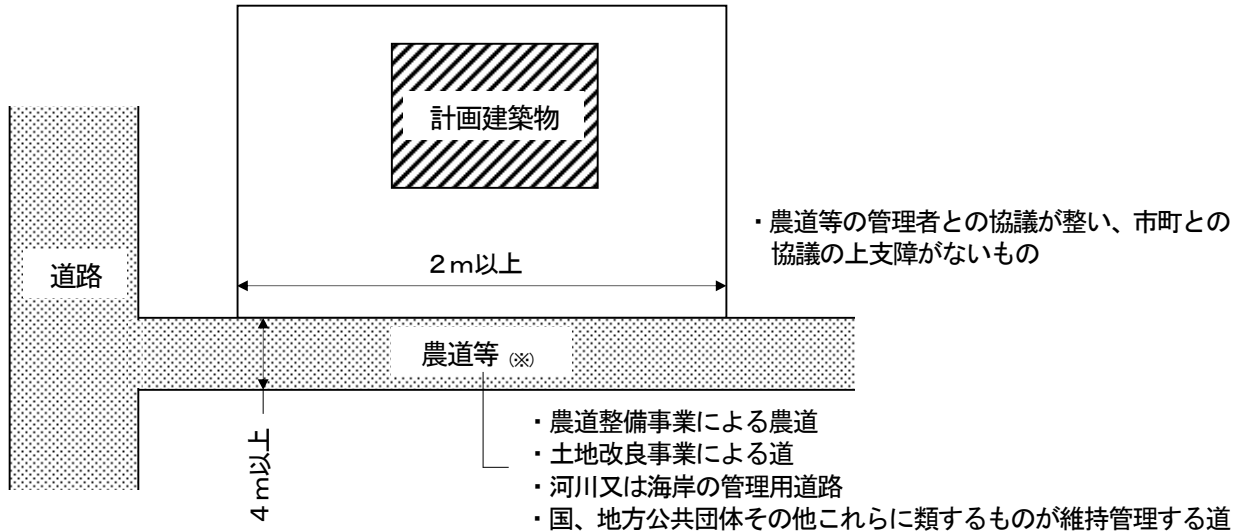 計画建築物
・農道等の管理者との協議が整い、市町との
協議の上支障がないもの
2m以上
道路
農道等(※)
4m以上
・農道整備事業による農道
・土地改良事業による道
・河川又は海岸の管理用道路
・国、地方公共団体その他これらに類するものが維持管理する道